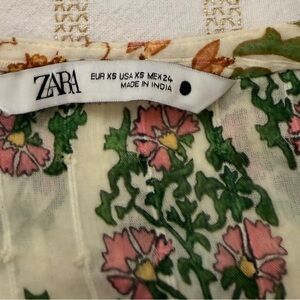 ZARA
EUR XS USA XS MEX 24
MADE IN INDIA